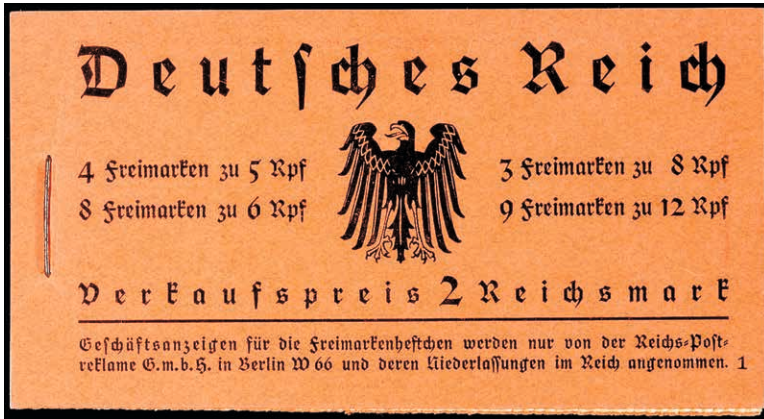 Deutſches Reich
4 Freimarken zu 5 Rpf
8 Freimarken zu 6 Rpf
3 Freimarken zu 8 Rpf
9 Freimarken zu 12 Rpf
Verkaufspreis 2 Reichsmark
Geſchäftsanzeigen für die Freimarkenheftchen werden nur von der Reichs-Poſt-
reklame G.m.b.H. in Berlin W 66 und deren Niederlaſſungen im Reich angenommen. 1